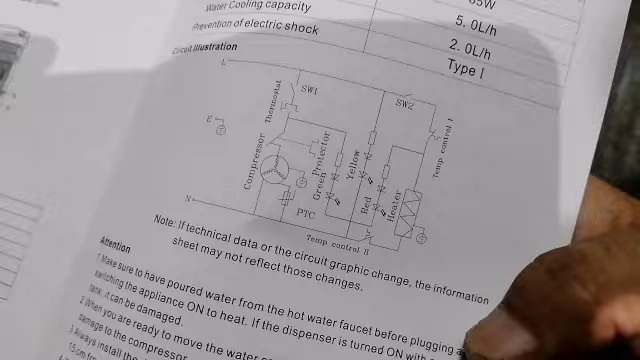 65W
Water Cooling capacity
5. 0L/h
Prevention of electric shock
2. 0L/h
Circuit Illustration
Type I
L
SW1
SW2
Thermostat
E
Temp control I
Compressor
Protector
Green
Yellow
Red
Heater
N
PTC
Temp control II
Note: If technical data or the circuit graphic change, the information
sheet may not reflect those changes.
Attention
1 Make sure to have poured water from the hot water faucet before plugging a
switching the appliance ON to heat. If the dispenser is turned ON with
tank, it can be damaged.
2 When you are ready to move the water
damage to the compressor
3 Always install the